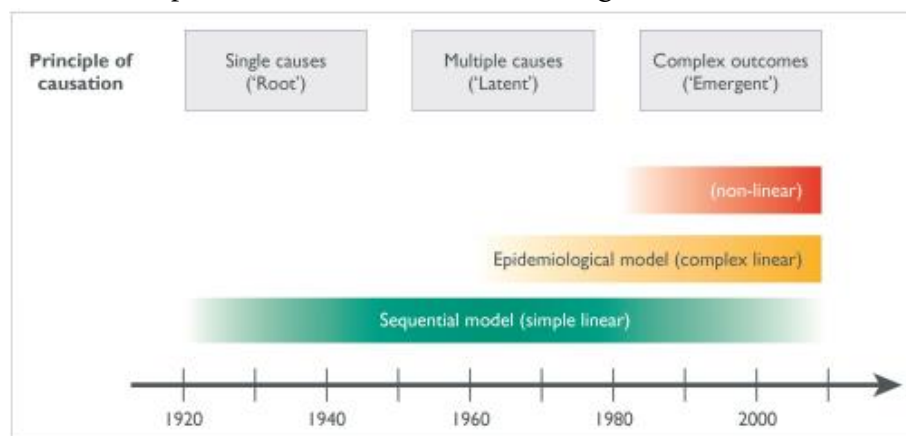 Principle of
causation
Single causes
('Root')
Multiple causes
('Latent')
Complex outcomes
('Emergent')
(non-linear)
Epidemiological model (complex linear)
Sequential model (simple linear)
1920 1940 1960 1980 2000